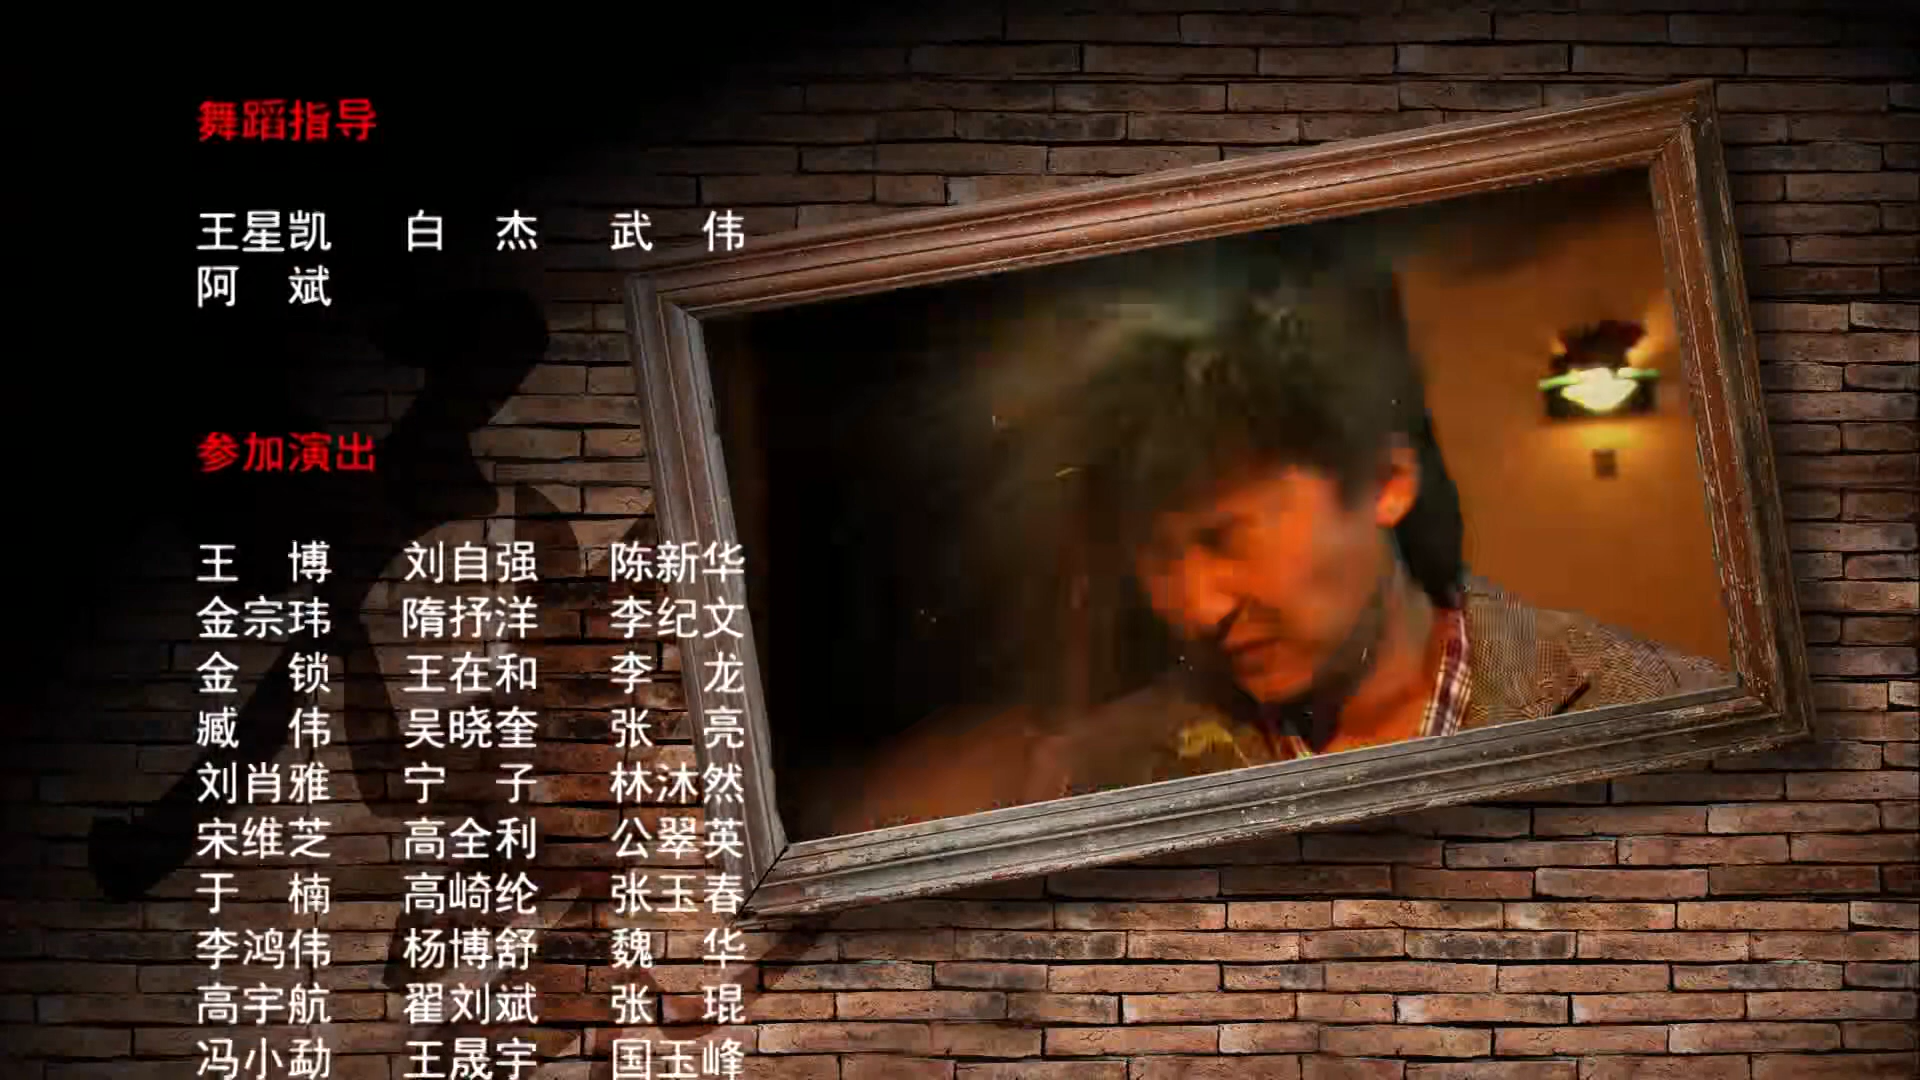 舞蹈指导
王星凯 白 杰 武 伟
阿 斌
参加演出
王 博 刘自强 陈新华
金宗玮 隋抒洋 李纪文
金 锁 王在和 李 龙
臧 伟 吴晓奎 张 亮
刘肖雅 宁 子 林沐然
宋维芝 高全利 公翠英
于 楠 高崎纶 张玉春
李鸿伟 杨博舒 魏 华
高宇航 翟刘斌 张 琨
冯小勐 王晟宇 国玉峰